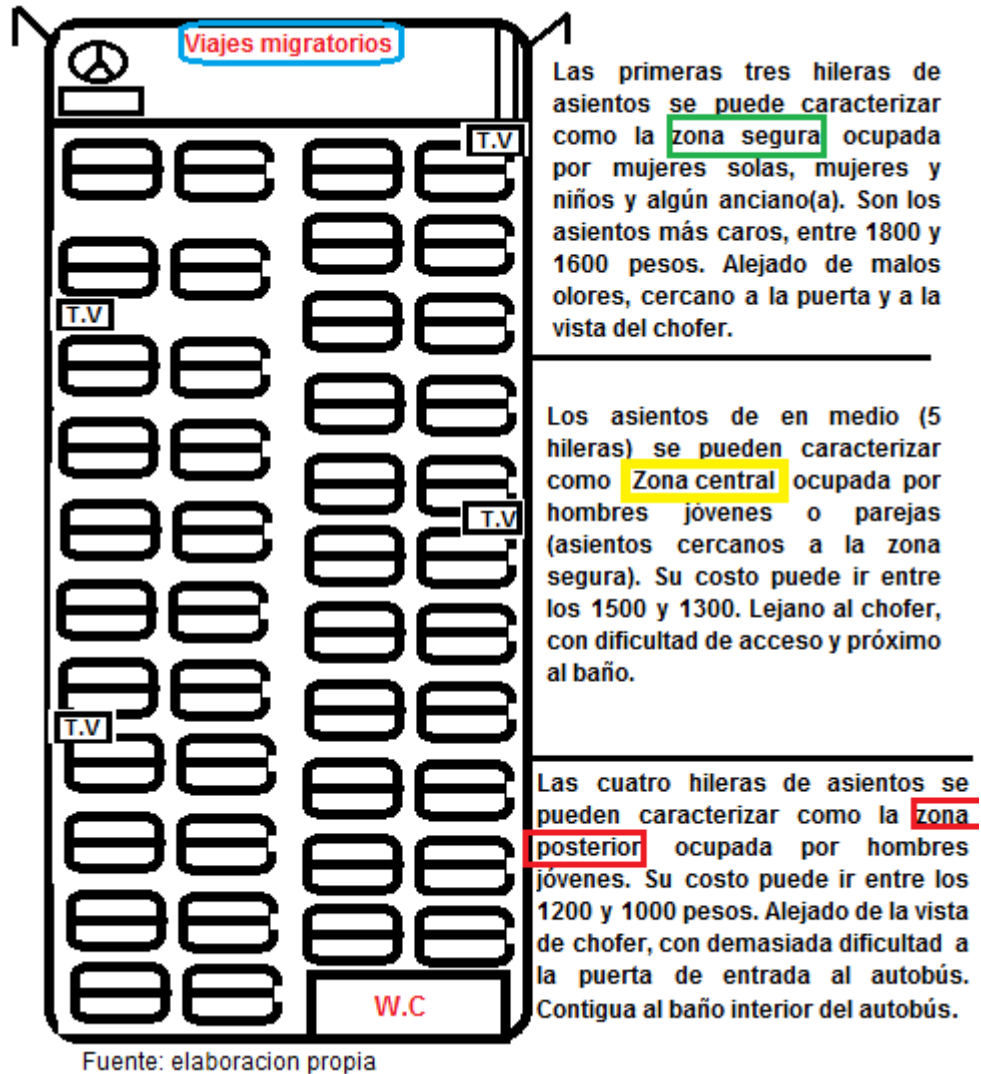 Viajes migratorios
T.V
T.V
T.V
T.V
W.C
Las primeras tres hileras de
asientos se puede caracterizar
como la zona segura ocupada
por mujeres solas, mujeres y
niños y algún anciano(a). Son los
asientos más caros, entre 1800 y
1600 pesos. Alejado de malos
olores, cercano a la puerta y a la
vista del chofer.
Los asientos de en medio (5
hileras) se pueden caracterizar
como Zona central ocupada por
hombres jóvenes o parejas
(asientos cercanos a la zona
segura). Su costo puede ir entre
los 1500 y 1300. Lejano al chofer,
con dificultad de acceso y próximo
al baño.
Las cuatro hileras de asientos se
pueden caracterizar como la zona
posterior ocupada por hombres
jóvenes. Su costo puede ir entre los
1200 y 1000 pesos. Alejado de la vista
de chofer, con demasiada dificultad a
la puerta de entrada al autobús.
Contigua al baño interior del autobús.
Fuente: elaboracion propia